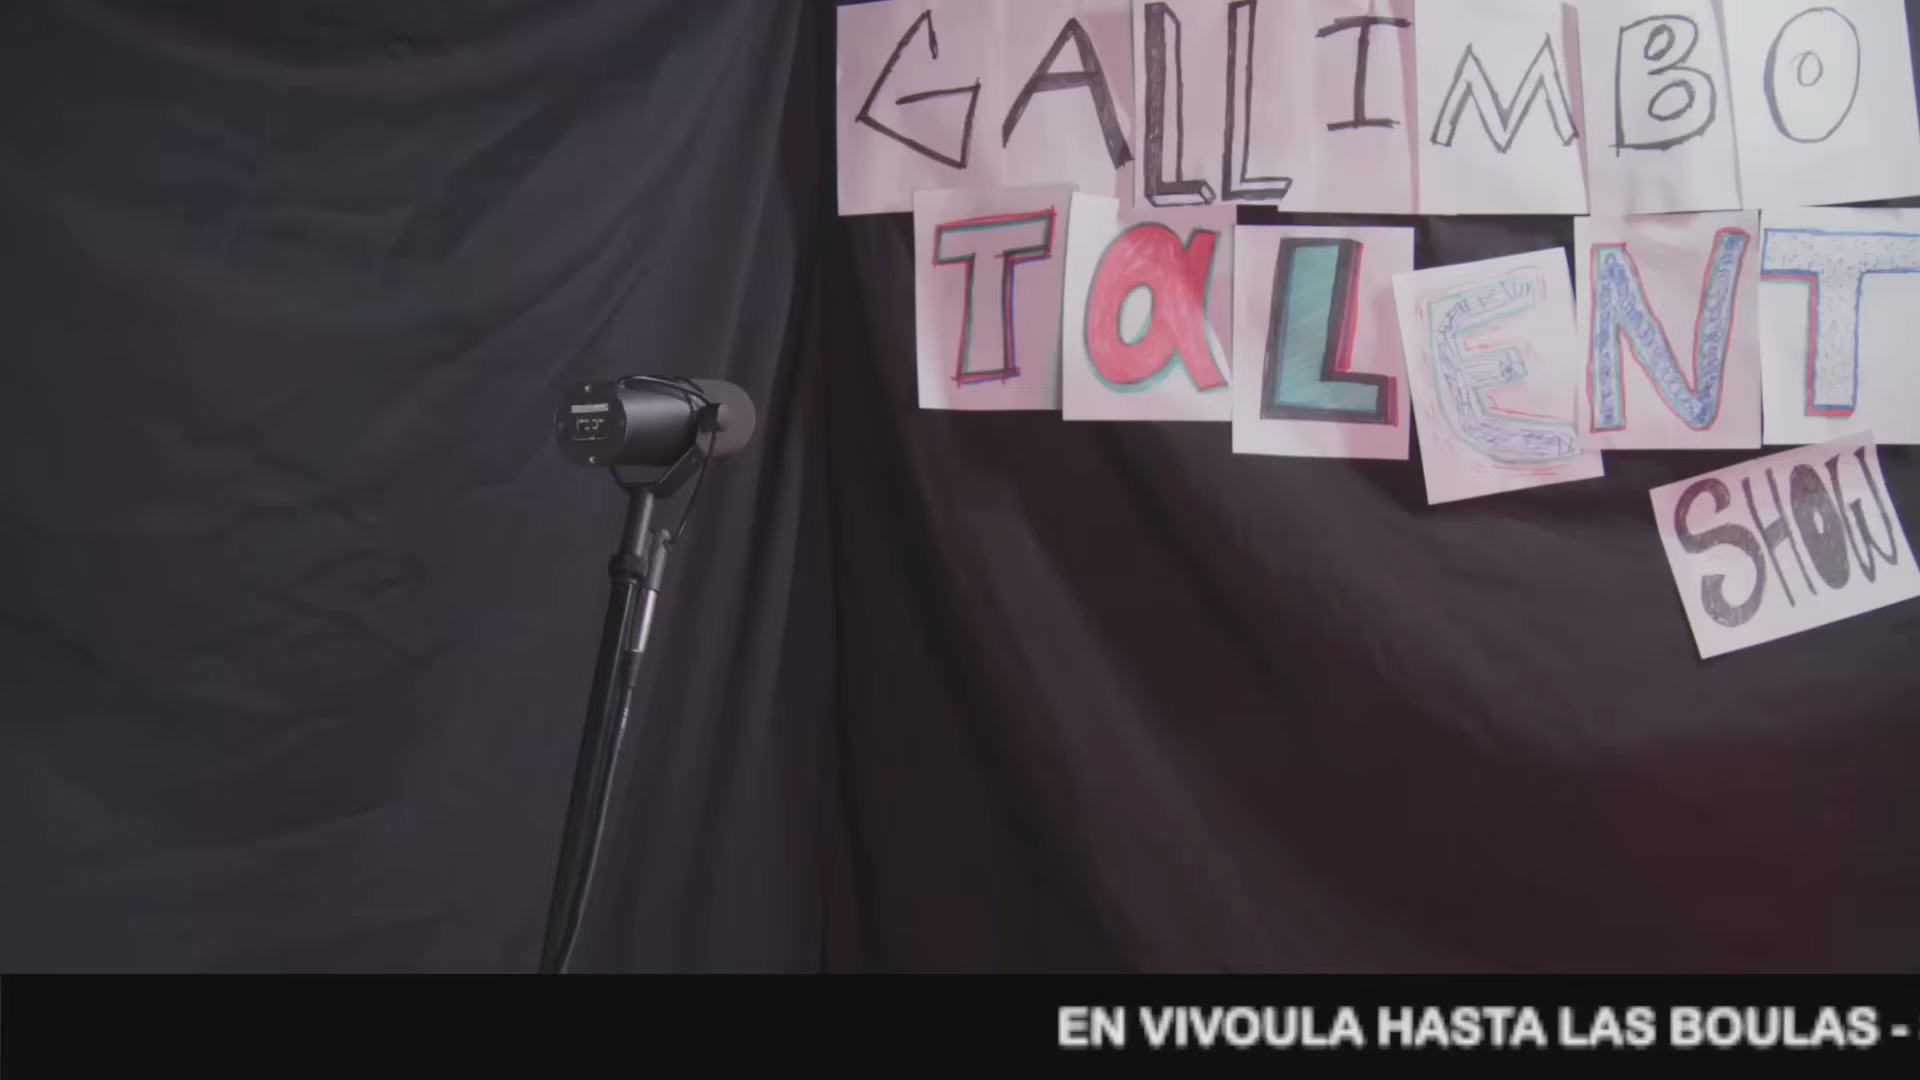 GALLIMBO
TaLENT
SHOW
EN VIVOULA HASTA LAS BOULAS -